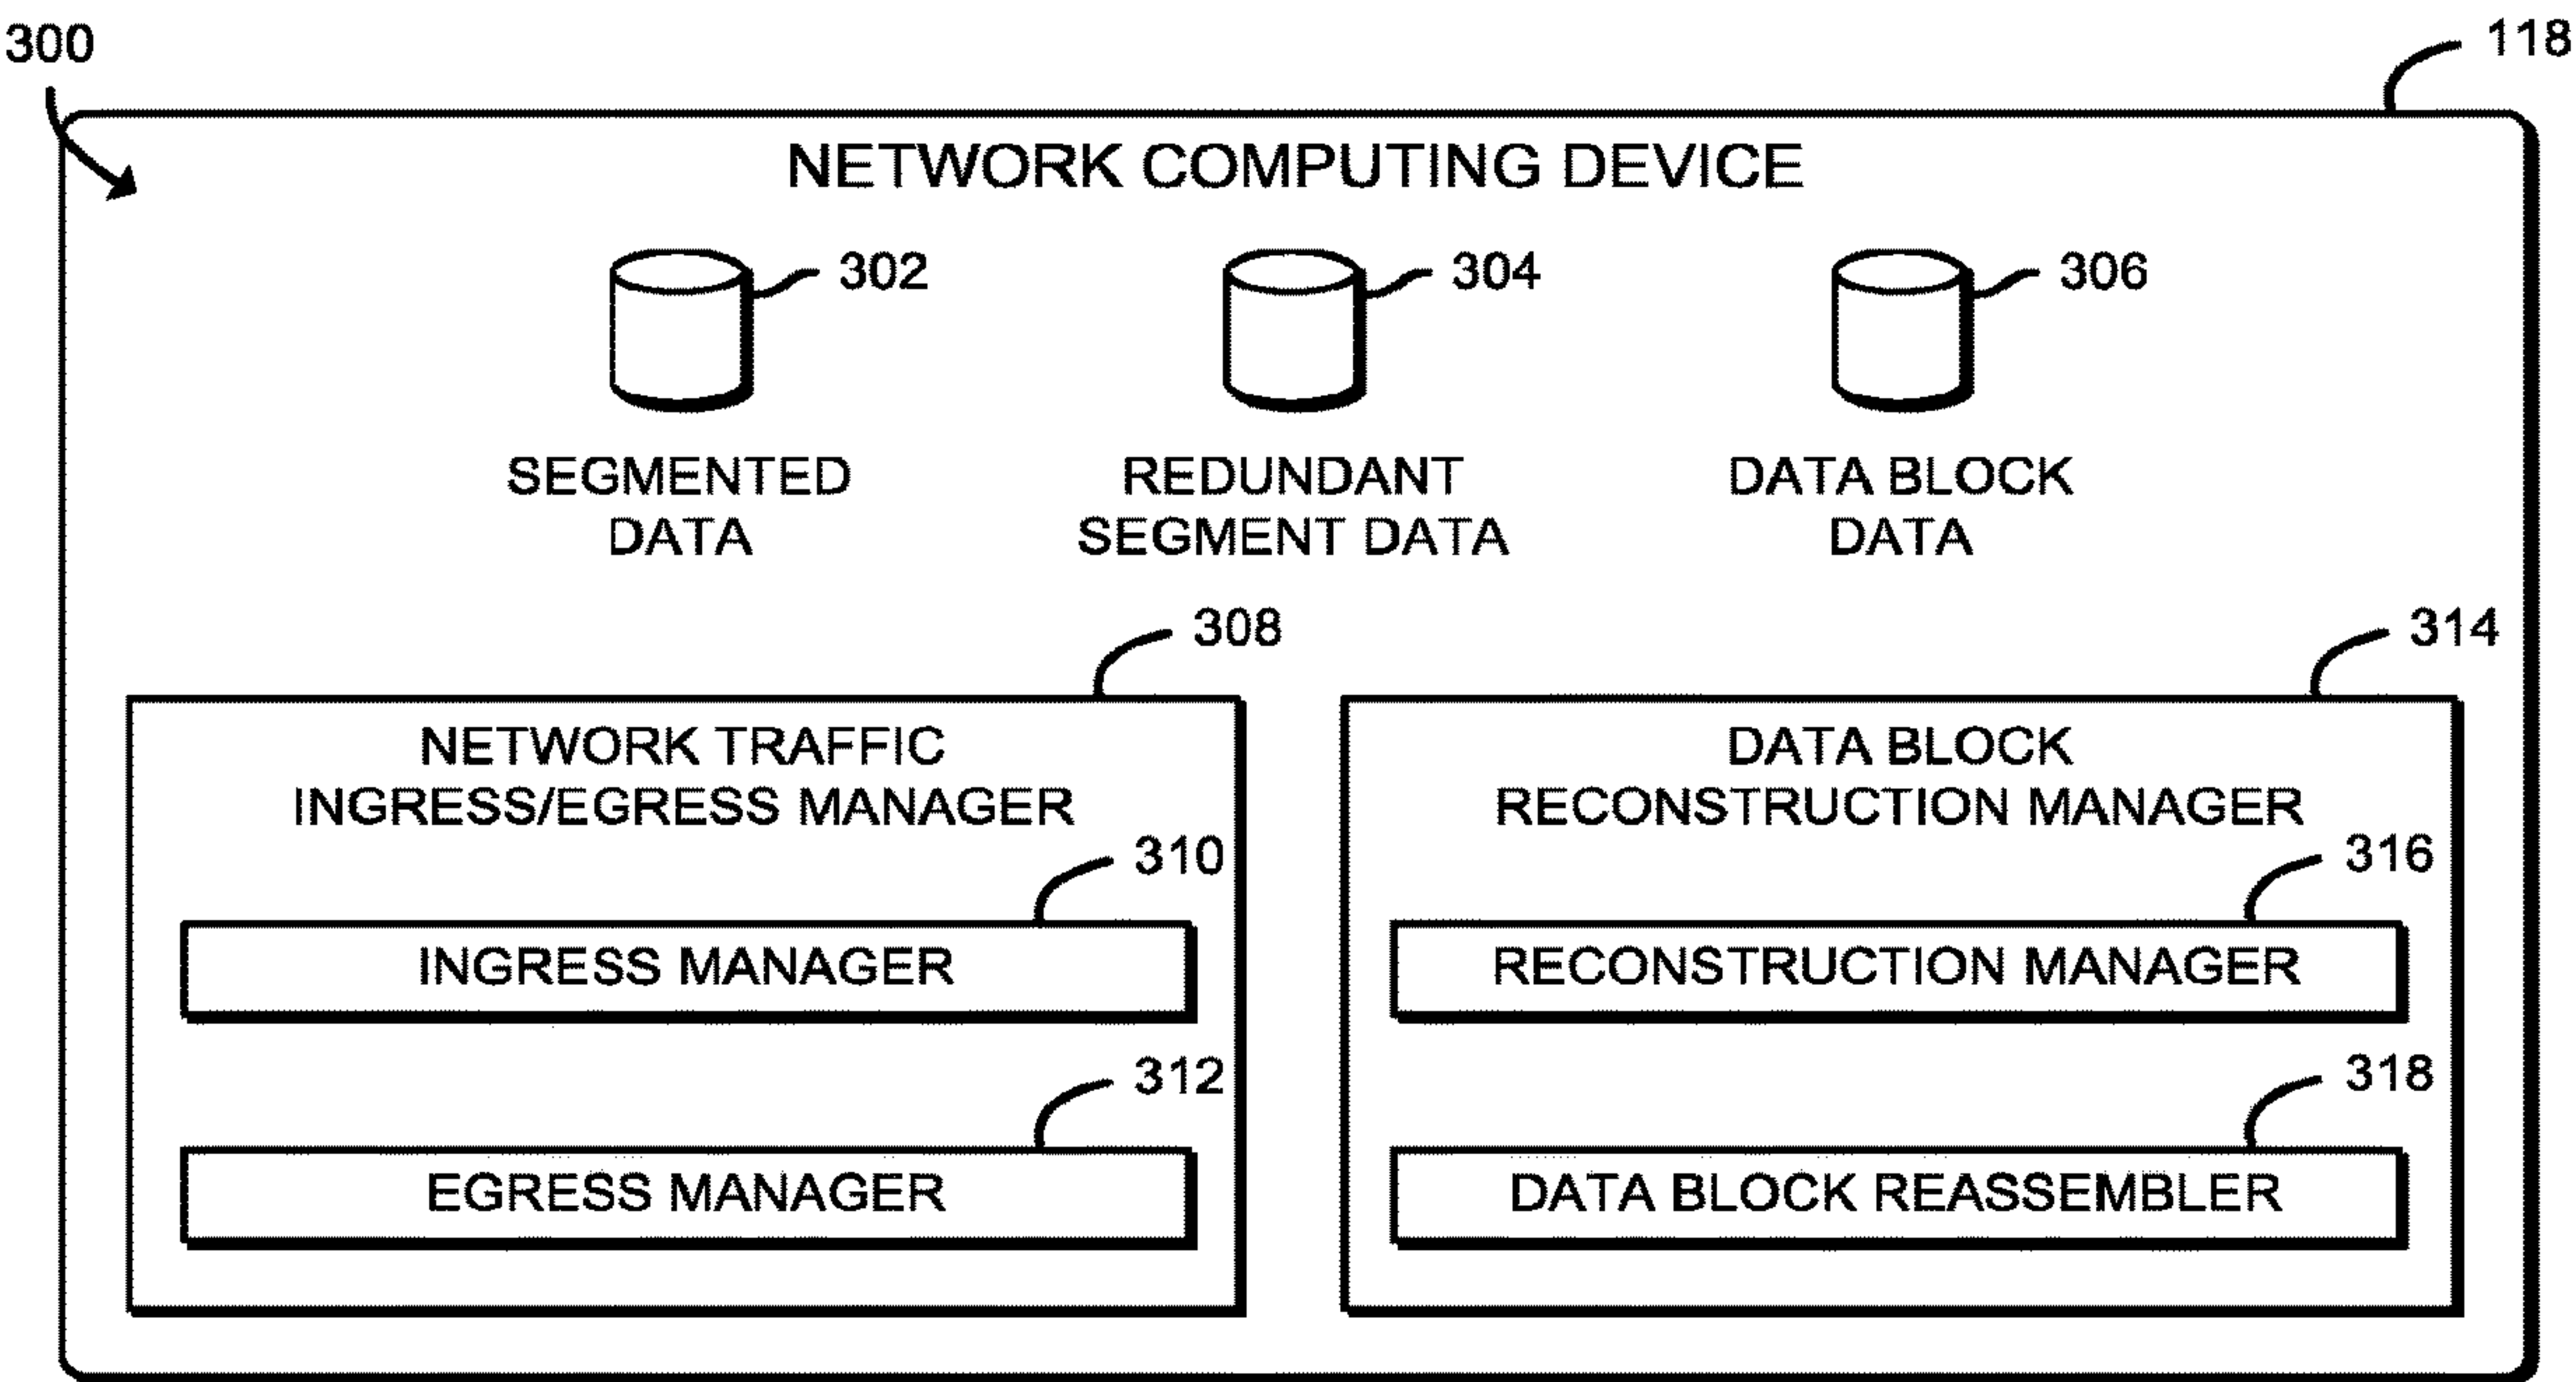 300
118
NETWORK COMPUTING DEVICE
302
304
306
SEGMENTED
DATA
REDUNDANT
SEGMENT DATA
DATA BLOCK
DATA
308
314
NETWORK TRAFFIC
INGRESS/EGRESS MANAGER
310
INGRESS MANAGER
312
EGRESS MANAGER
DATA BLOCK
RECONSTRUCTION MANAGER
316
RECONSTRUCTION MANAGER
318
DATA BLOCK REASSEMBLER